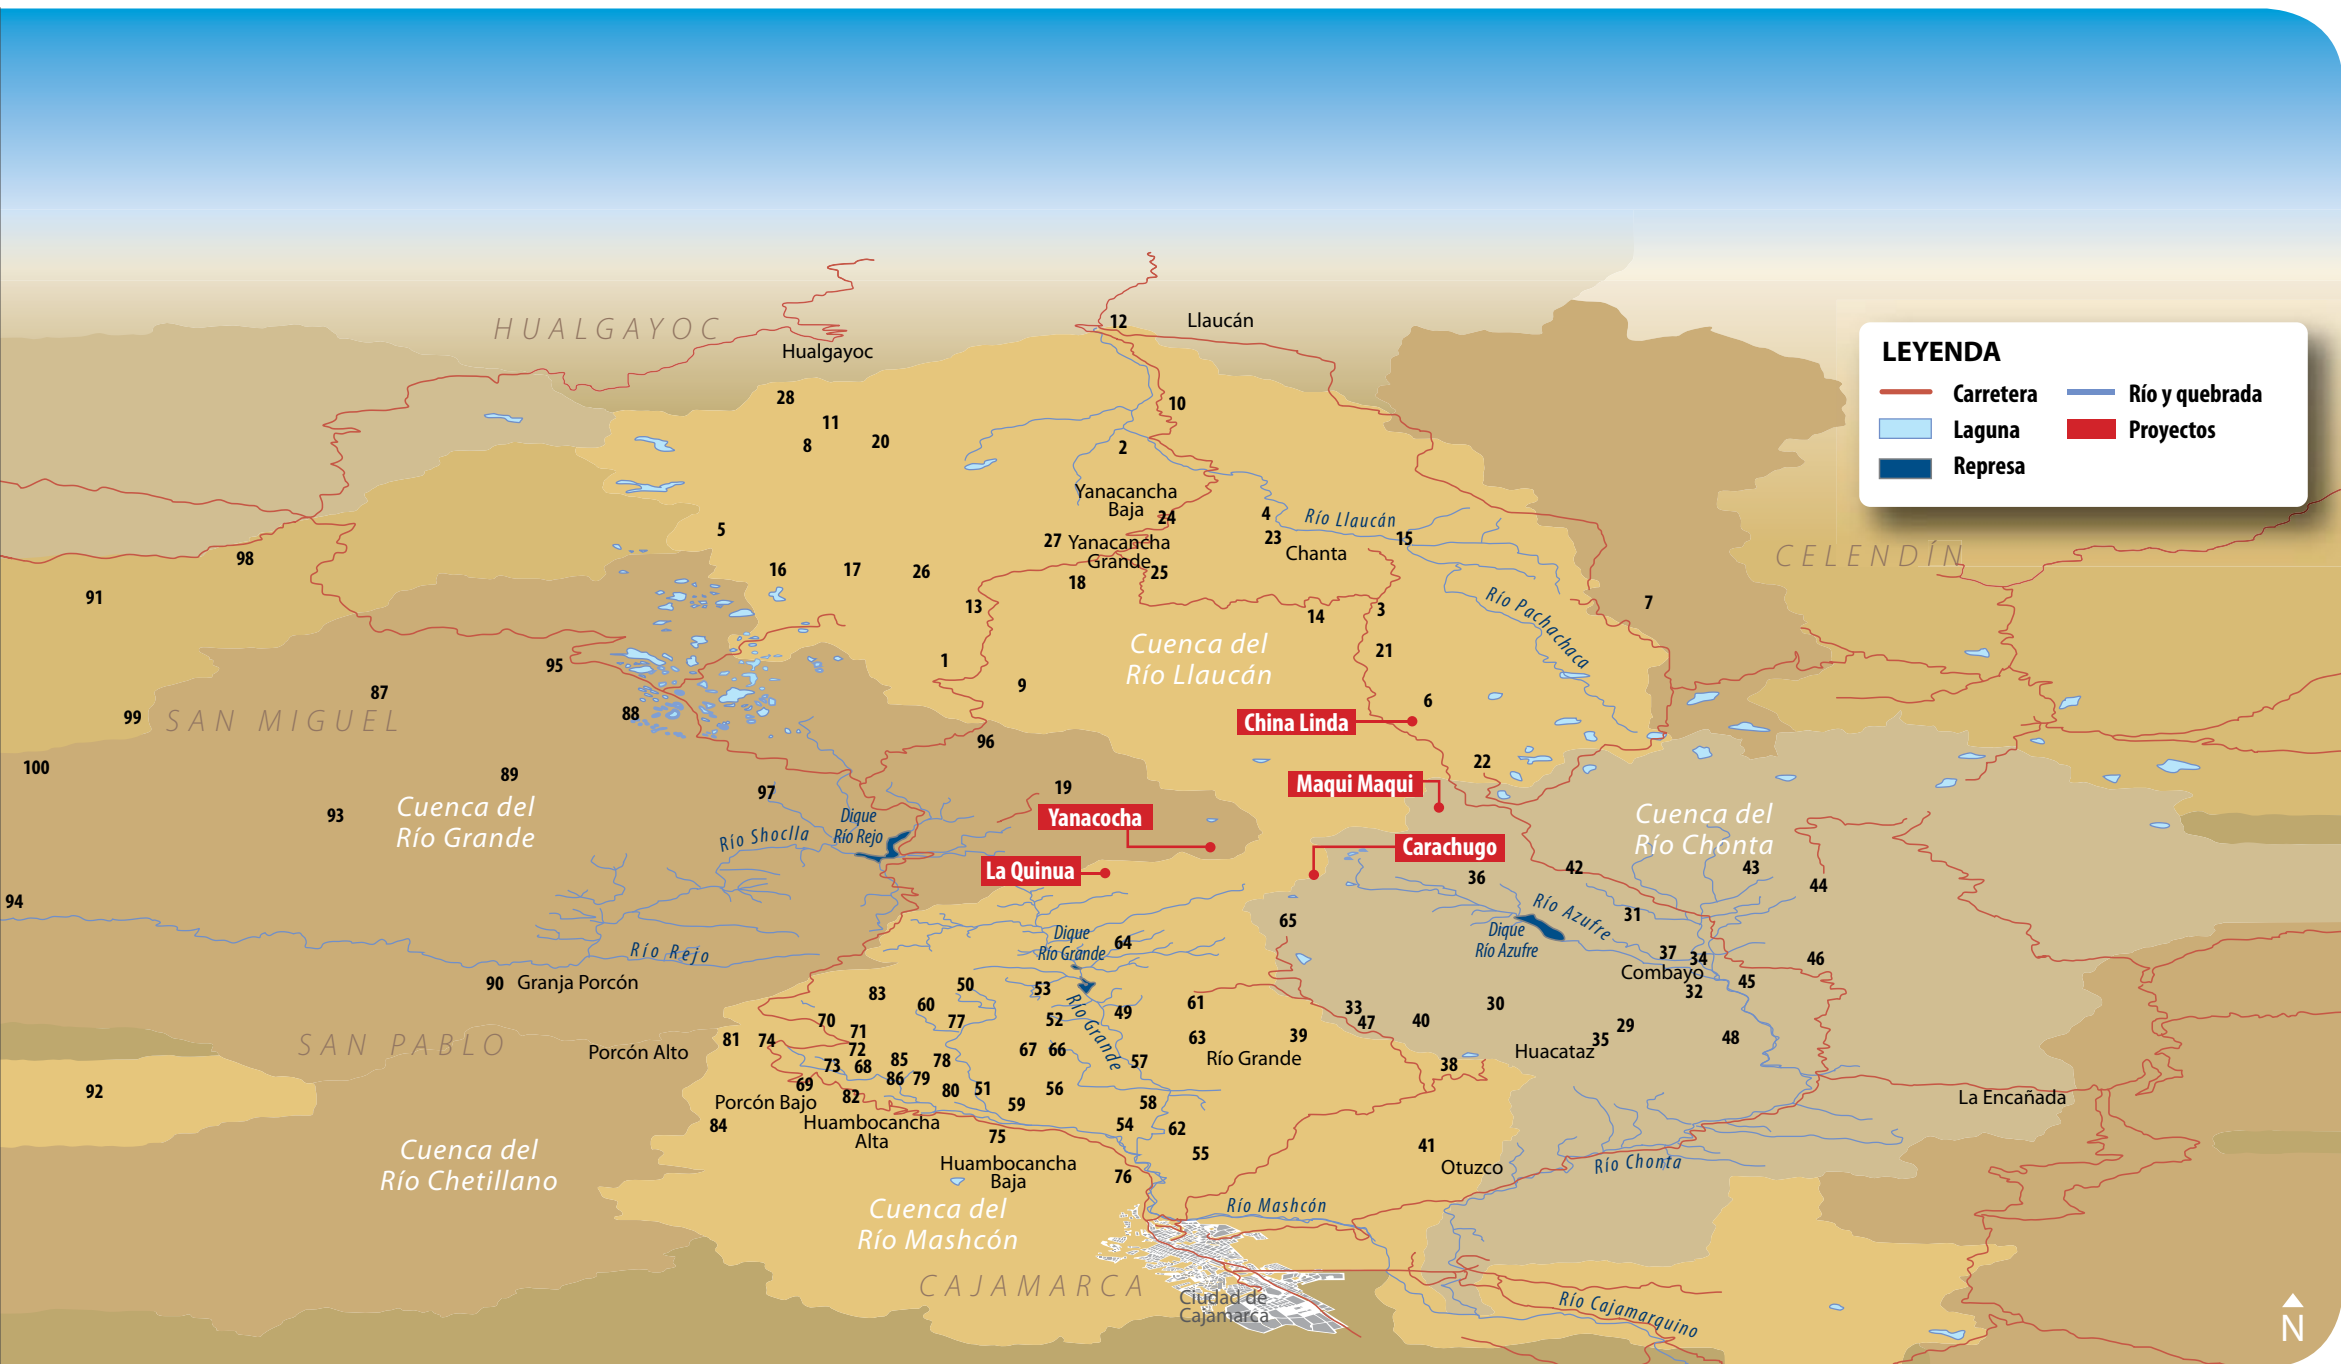 HUALGAYOC
Hualgayoc
12
Llaucán
LEYENDA
Carretera
Río y quebrada
Laguna
Proyectos
Represa
28
11
8
20
10
2
Yanacancha
Baja
24
4
Río Llaucán
23
Chanta
15
5
27
Yanacancha
Grande
25
18
CELENDÍN
98
91
16
17
26
13
14
3
7
Río Pachachaca
Cuenca del
Río Llaucán
21
1
9
6
95
87
88
99
SAN MIGUEL
China Linda
96
22
100
89
97
19
Maqui Maqui
93
Cuenca del
Río Grande
Río Shoclla
Dique
Río Rejo
Yanacocha
Carachugo
La Quinua
Cuenca del
Río Chonta
42
43
44
36
94
65
Río Azufre
31
Dique
Río Azufre
37
34
Combayo
32
45
46
Río Rejo
90
Granja Porcón
Dique
Río Grande
64
83
50
60
53
77
52
49
Río Grande
61
33
47
40
30
70
71
72
81
74
SAN PABLO
Porcón Alto
73
68
85
86
79
78
67
66
57
63
Río Grande
39
38
Huacataz
35
29
48
92
69
Porcón Bajo
82
80
51
59
56
58
La Encañada
84
Huambocancha
Alta
75
54
62
55
41
Otuzco
Río Chonta
Huambocancha
Baja
76
Cuenca del
Río Chetillano
Cuenca del
Río Mashcón
Río Mashcón
CAJAMARCA
Ciudad de
Cajamarca
Río Cajamarquino
N